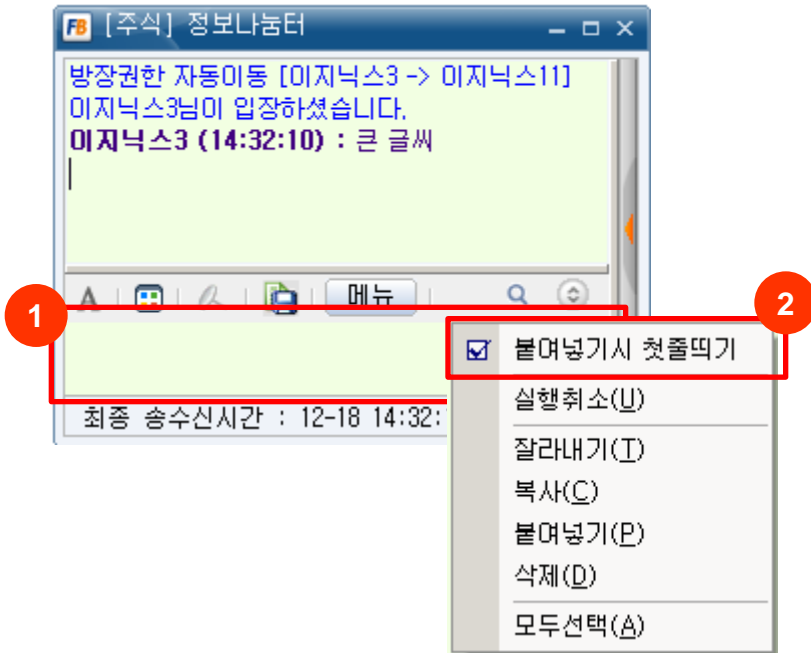 FB [주식] 정보나눔터
방장권한 자동이동 [이지닉스3 -> 이지닉스11]
이지닉스3님이 입장하셨습니다.
이지닉스3 (14:32:10) : 큰 글씨
A 메뉴
1
2
붙여넣기시 첫줄띄기
최종 송수신시간 : 12-18 14:32:
실행취소(U)
잘라내기(T)
복사(C)
붙여넣기(P)
삭제(D)
모두선택(A)